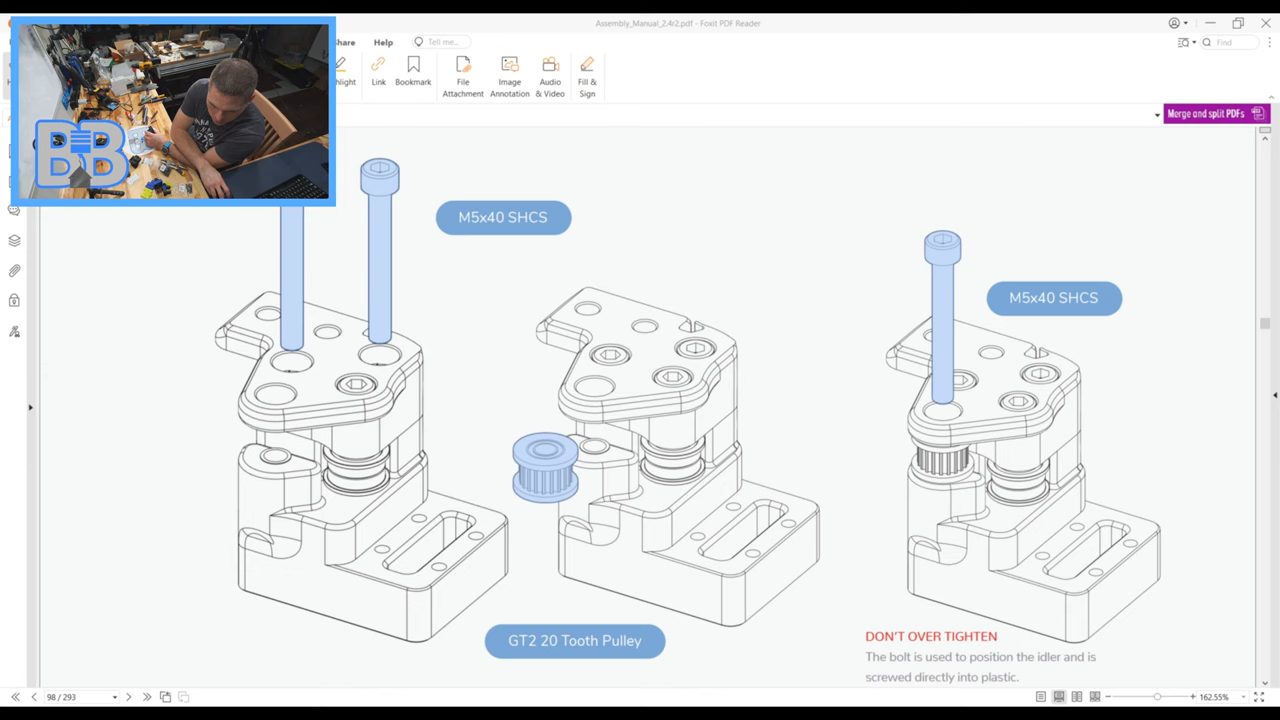 Assembly_Manual_2.4r2.pdf - Foxit PDF Reader
Share Help Tell me... Find
Link Bookmark File Attachment Image Annotation Audio & Video Fill & Sign
Merge and split PDFs
BB
M5x40 SHCS
M5x40 SHCS
GT2 20 Tooth Pulley
DON'T OVER TIGHTEN
The bolt is used to position the idler and is
screwed directly into plastic.
98 / 293
162.55%